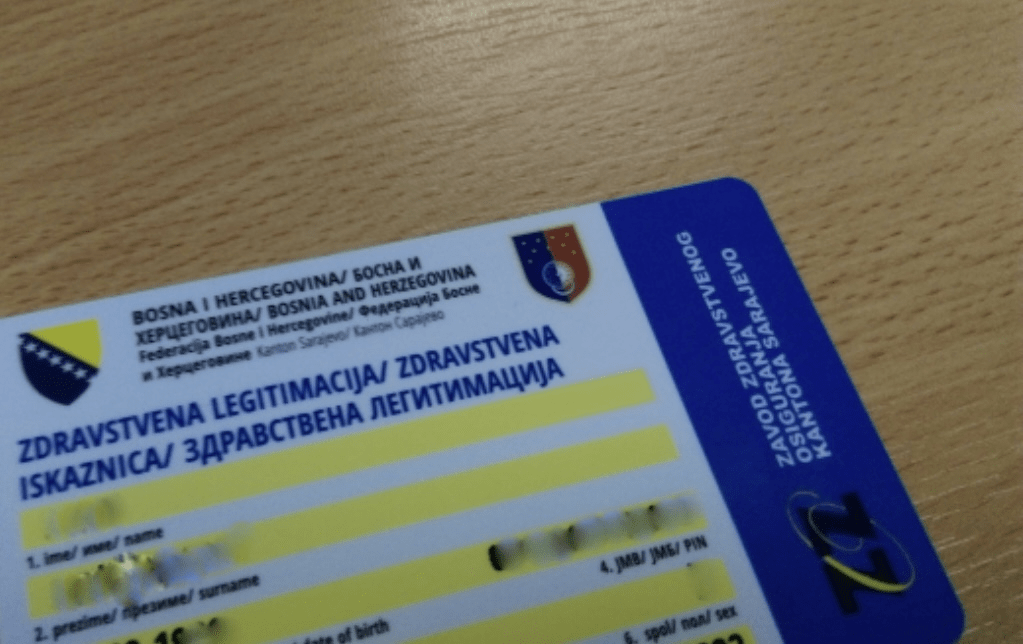 BOSNA I HERCEGOVINA/ БОСНА И
ХЕРЦЕГОВИНА/ BOSNIA AND HERZEGOVINA
Federacija Bosne i Hercegovine/ Федерација Босне
и Херцеговине Kanton Sarajevo/ Кантон Сарајево
ZDRAVSTVENA LEGITIMACIJA/ ZDRAVSTVENA
ISKAZNICA/ ЗДРАВСТВЕНА ЛЕГИТИМАЦИЈА
1. ime/ име/ name
2. prezime/ презиме/ surname
4. JMB/ ЈМБ/ PIN
date of birth
6. spol/ пол/ sex
ZAVOD ZDRAVSTVENOG
OSIGURANJA
KANTONA SARAJEVO